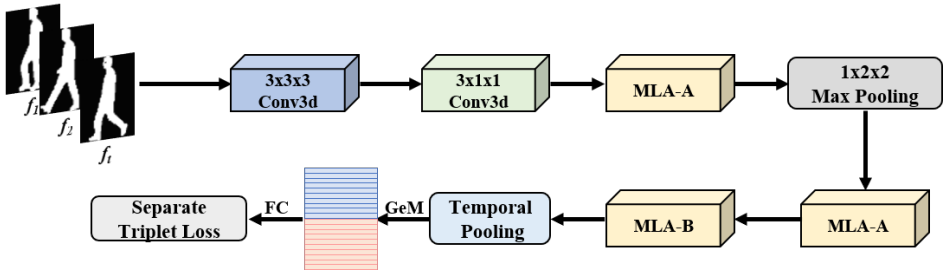 f1
f2
ft
3x3x3
Conv3d
3x1x1
Conv3d
MLA-A
1x2x2
Max Pooling
MLA-A
MLA-B
Temporal
Pooling
GeM
FC
Separate
Triplet Loss